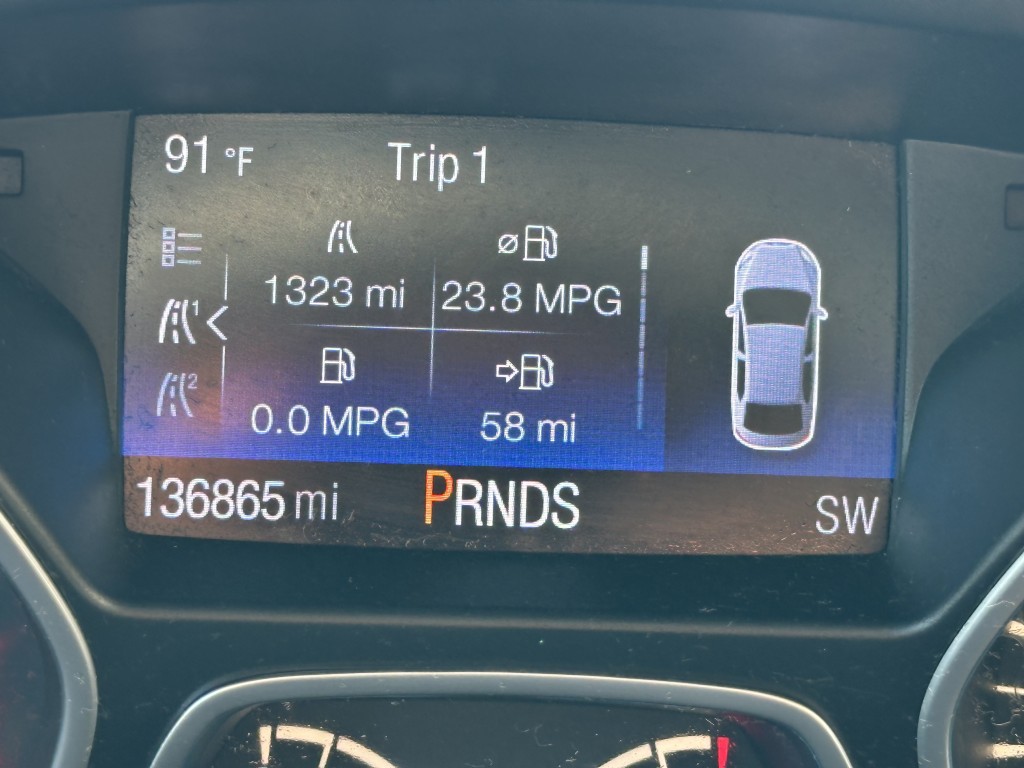 91 °F Trip 1
1323 mi 23.8 MPG
1
2
0.0 MPG 58 mi
136865 mi PRNDS SW